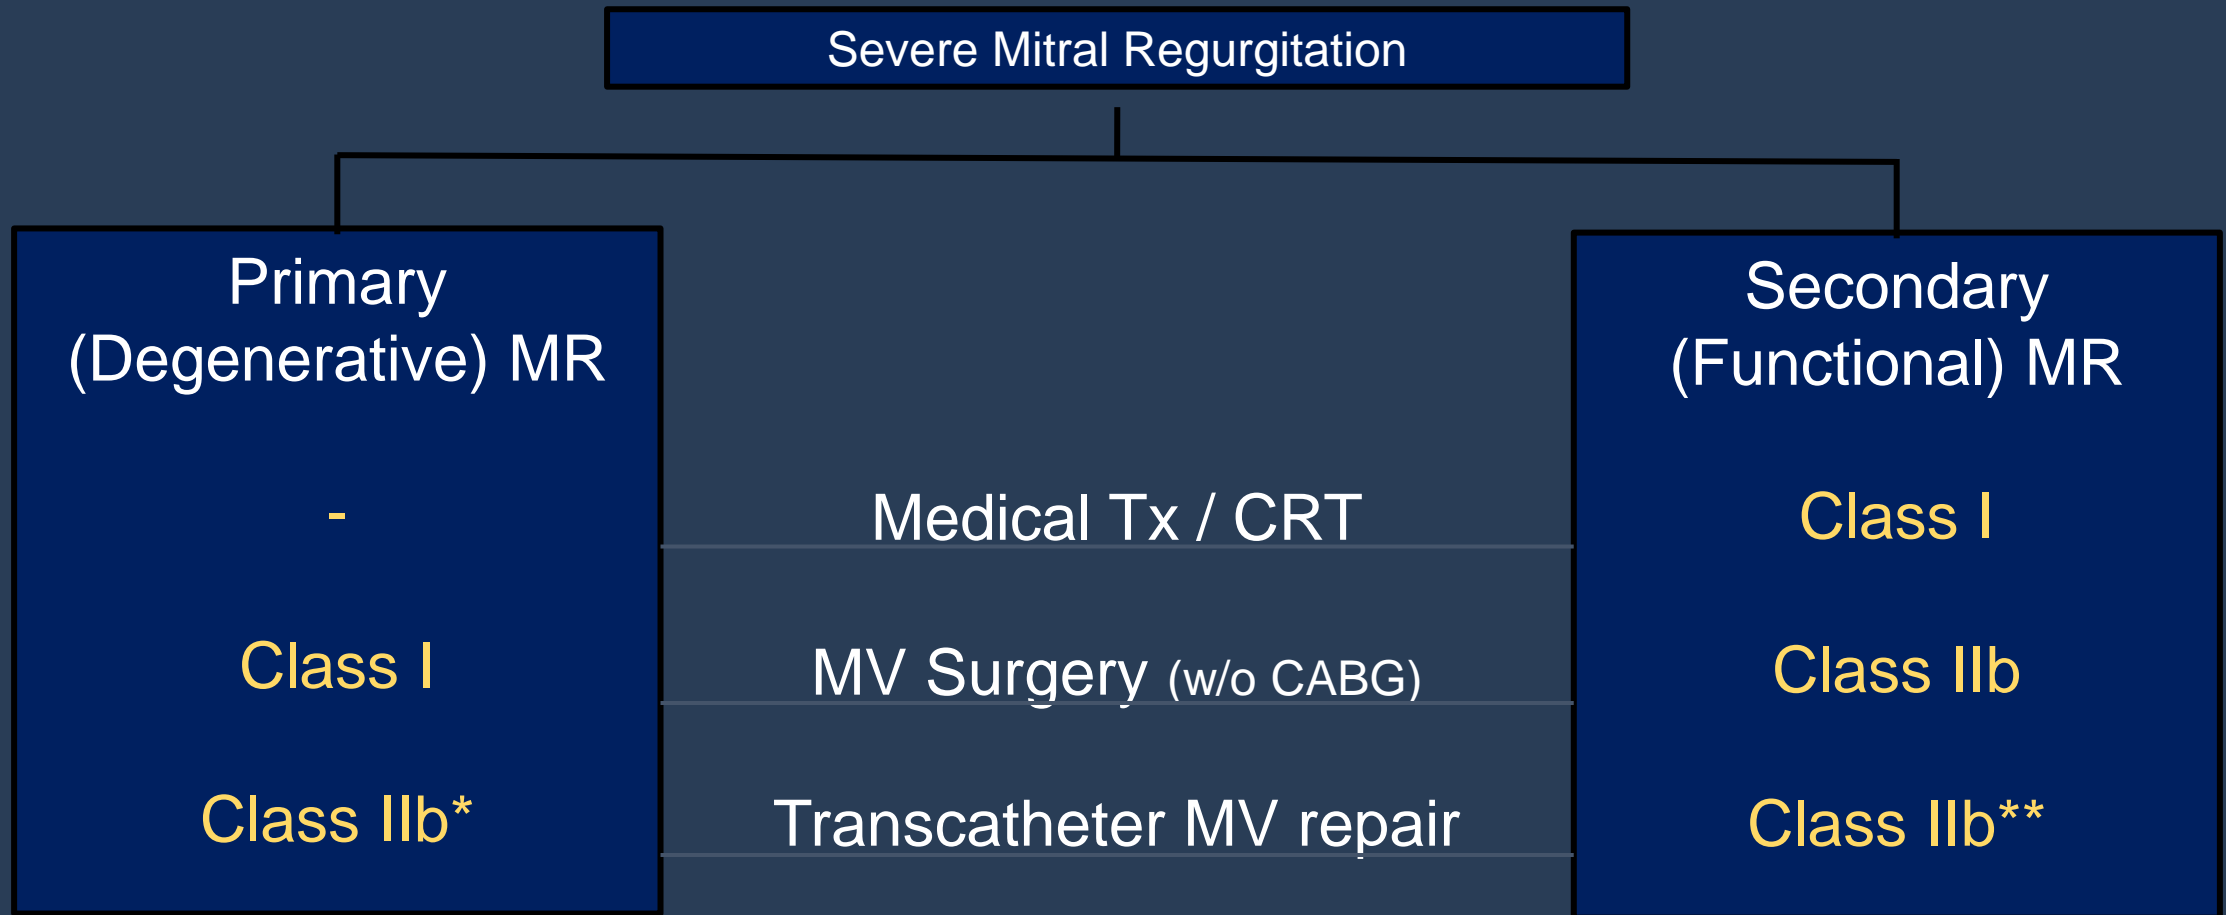 Severe Mitral Regurgitation
Primary
(Degenerative) MR
Secondary
(Functional) MR
- Medical Tx / CRT Class I
Class I MV Surgery (w/o CABG) Class IIb
Class IIb* Transcatheter MV repair Class IIb**